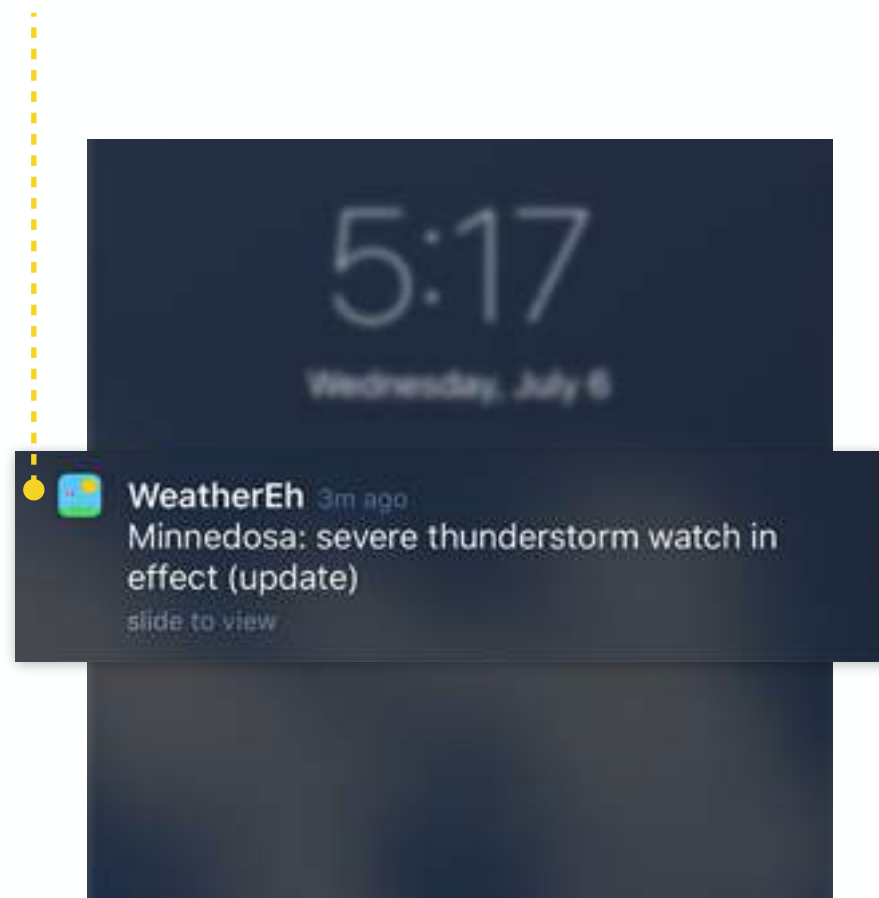 5:17
Wednesday, July 6
WeatherEh 3m ago
Minnedosa: severe thunderstorm watch in
effect (update)
slide to view